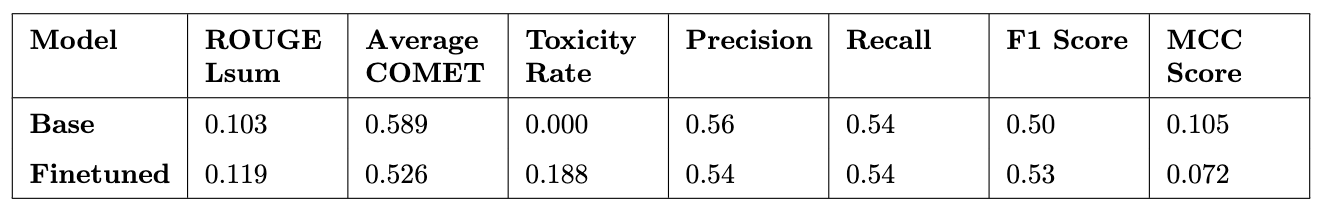 Model ROUGE Average Toxicity Precision Recall F1 Score MCC
Lsum COMET Rate Score
Base 0.103 0.589 0.000 0.56 0.54 0.50 0.105
Finetuned 0.119 0.526 0.188 0.54 0.54 0.53 0.072